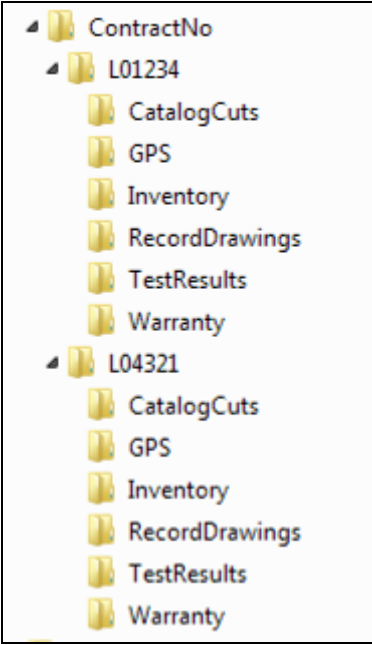 ContractNo
L01234
CatalogCuts
GPS
Inventory
RecordDrawings
TestResults
Warranty
L04321
CatalogCuts
GPS
Inventory
RecordDrawings
TestResults
Warranty